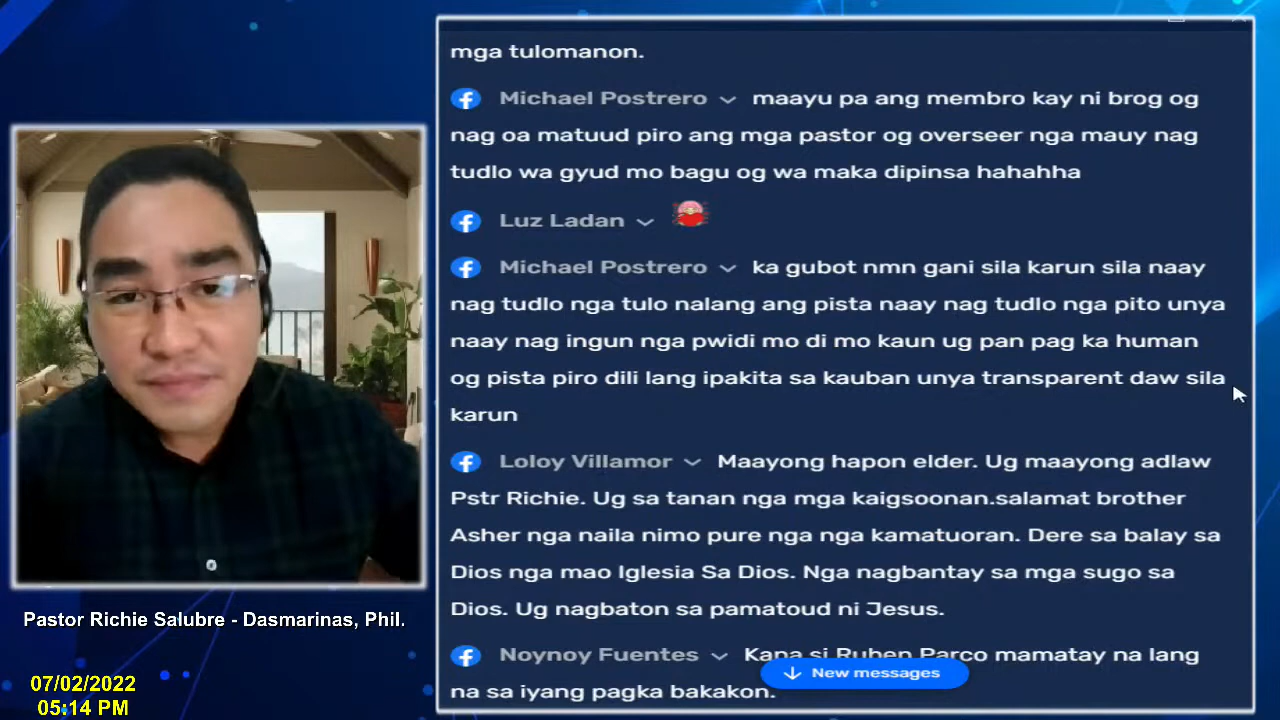 mga tulomanon.
Michael Postrero maayu pa ang membro kay ni brog og
nag oa matuud piro ang mga pastor og overseer nga mauy nag
tudlo wa gyud mo bagu og wa maka dipinsa hahahha
Luz Ladan
Michael Postrero ka gubot nmn gani sila karun sila naay
nag tudlo nga tulo nalang ang pista naay nag tudlo nga pito unya
naay nag ingun nga pwidi mo di mo kaun ug pan pag ka human
og pista piro dili lang ipakita sa kauban unya transparent daw sila
karun
Loloy Villamor Maayong hapon elder. Ug maayong adlaw
Pstr Richie. Ug sa tanan nga mga kaigsoonan.salamat brother
Asher nga naila nimo pure nga nga kamatuoran. Dere sa balay sa
Dios nga mao Iglesia Sa Dios. Nga nagbantay sa mga sugo sa
Dios. Ug nagbaton sa pamatoud ni Jesus.
Noynoy Fuentes Kana si Ruben Parco mamatay na lang
na sa iyang pagka bakakon.
New messages
Pastor Richie Salubre - Dasmarinas, Phil.
07/02/2022
05:14 PM